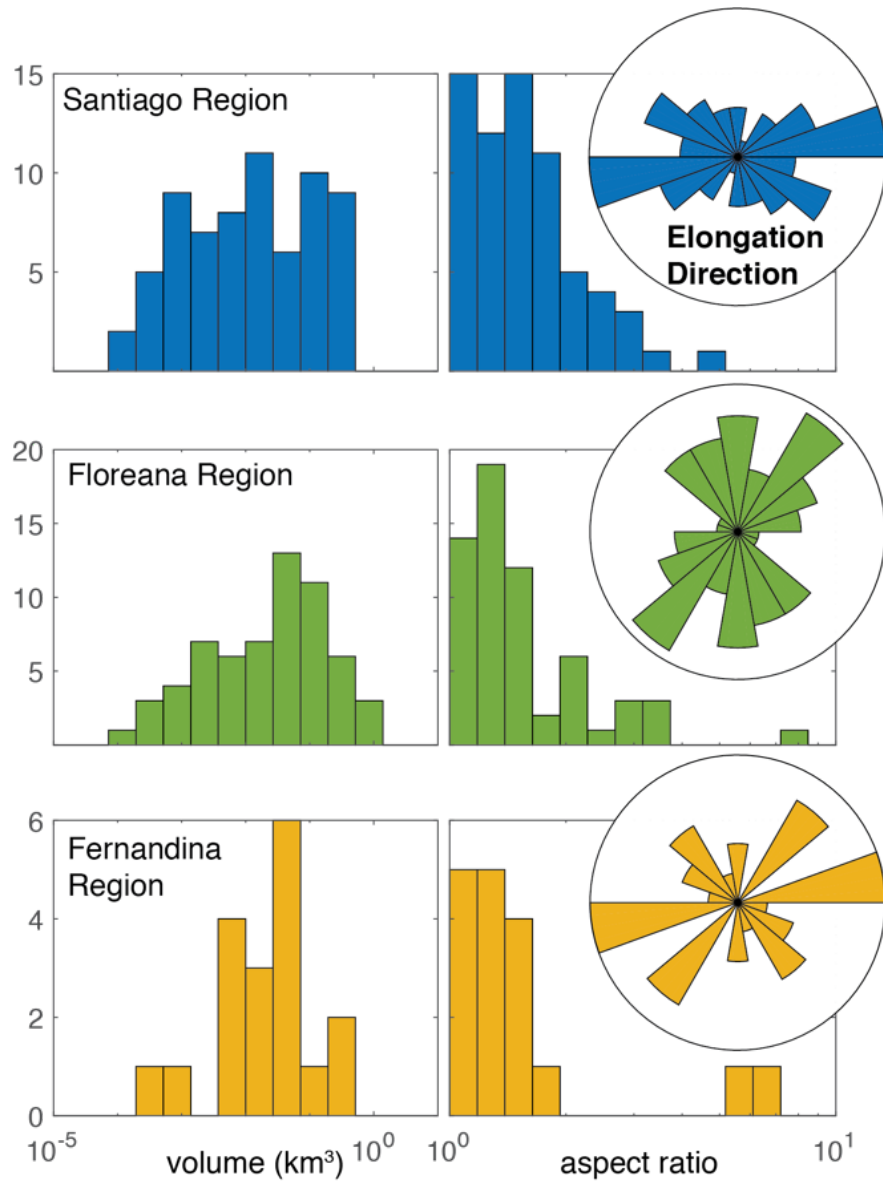 Santiago Region
15
10
5
Elongation
Direction
Floreana Region
20
15
10
5
Fernandina
Region
6
4
2
0
10⁻⁵
10⁰
10⁰
10¹
volume (km³)
aspect ratio